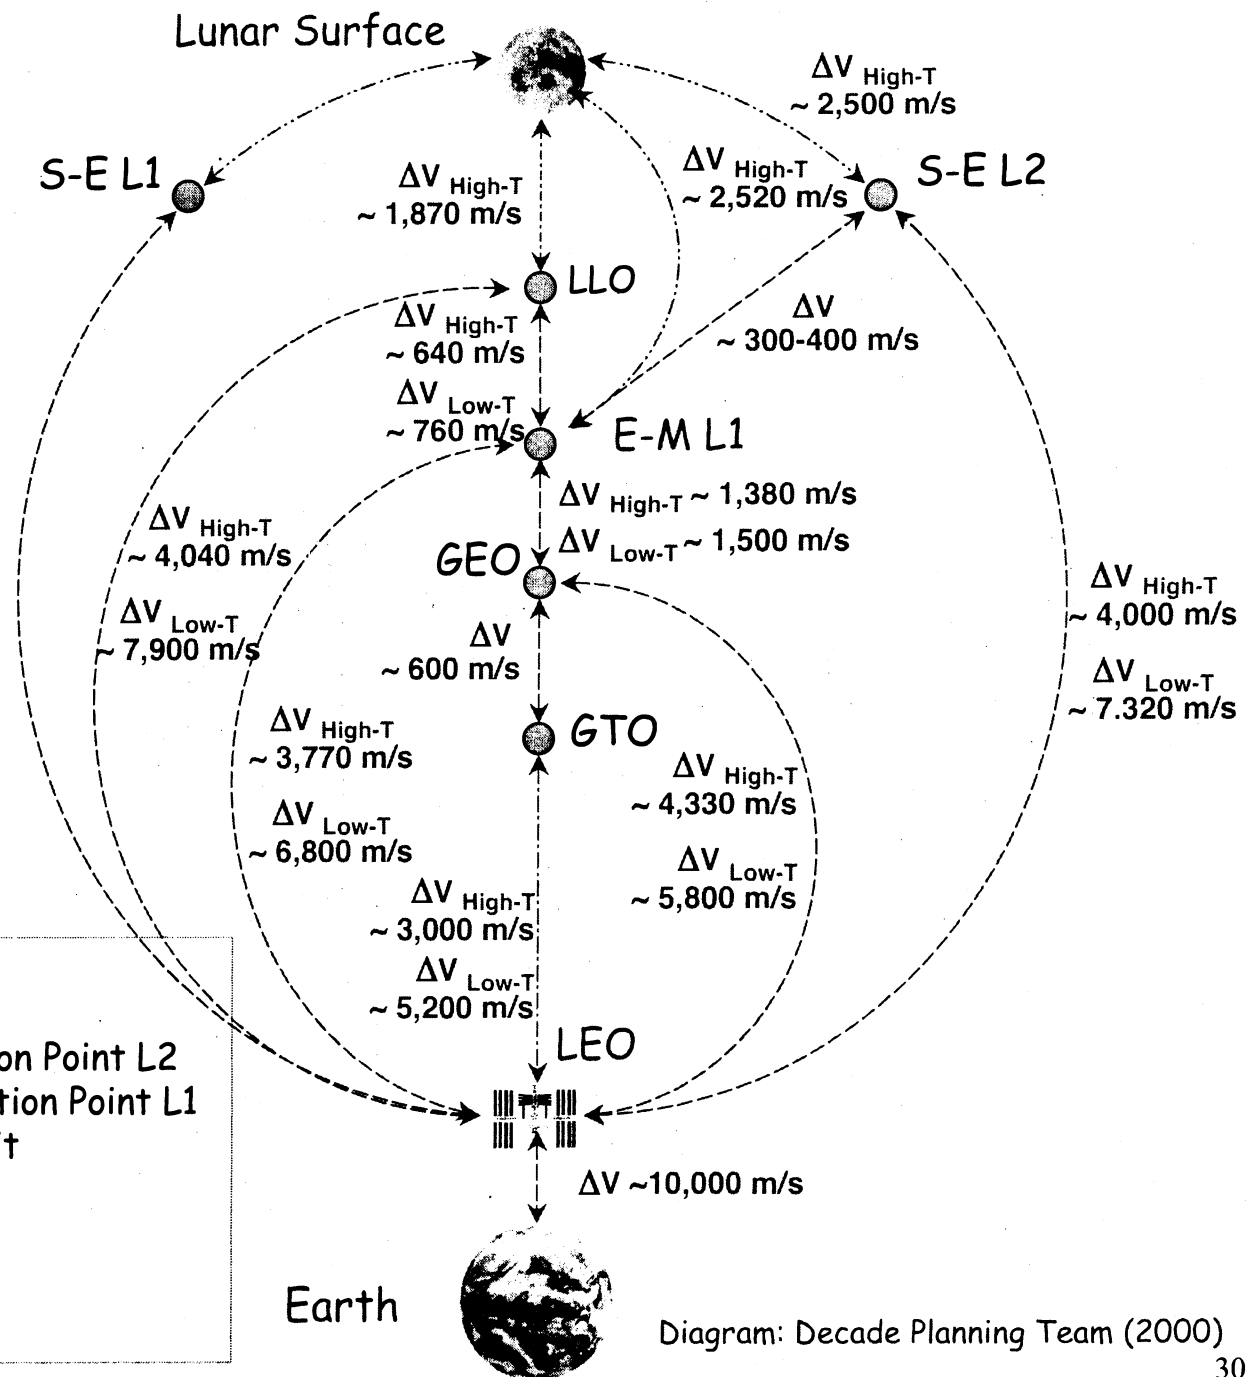 Lunar Surface
ΔV High-T
~ 2,500 m/s
S-E L1
ΔV High-T
~ 1,870 m/s
ΔV High-T
~ 2,520 m/s
S-E L2
LLO
ΔV High-T
~ 640 m/s
ΔV
~ 300-400 m/s
ΔV Low-T
~ 760 m/s
E-M L1
ΔV High-T ~ 1,380 m/s
ΔV Low-T ~ 1,500 m/s
ΔV High-T
~ 4,040 m/s
GEO
ΔV Low-T
~ 7,900 m/s
ΔV
~ 600 m/s
ΔV High-T
~ 4,000 m/s
ΔV Low-T
~ 7.320 m/s
GTO
ΔV High-T
~ 3,770 m/s
ΔV High-T
~ 4,330 m/s
ΔV Low-T
~ 6,800 m/s
ΔV Low-T
~ 5,800 m/s
ΔV High-T
~ 3,000 m/s
ΔV Low-T
~ 5,200 m/s
LEO
on Point L2
tion Point L1
ΔV ~10,000 m/s
Earth
Diagram: Decade Planning Team (2000)
30